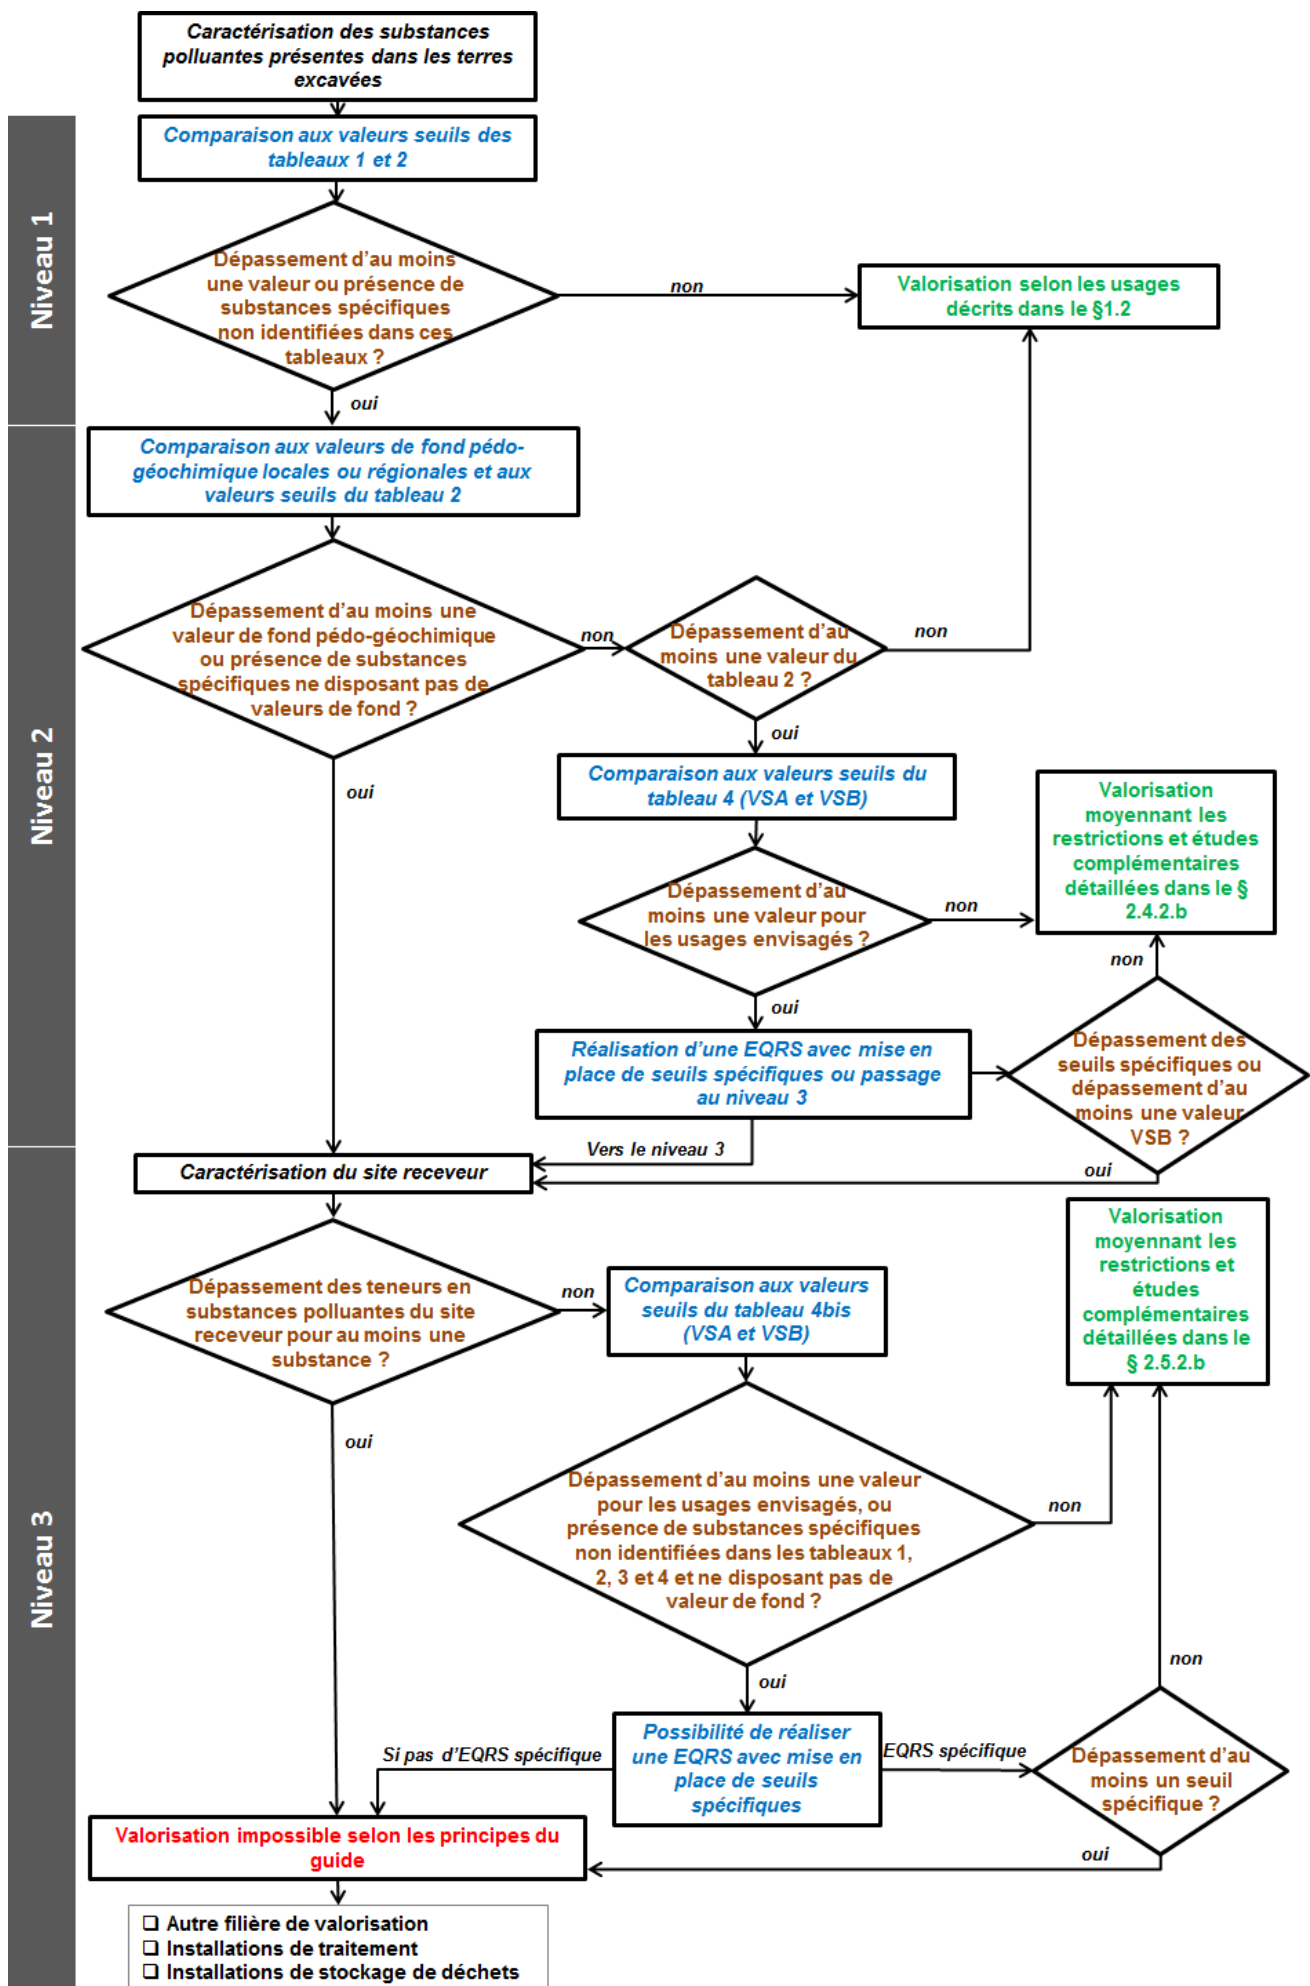 Caractérisation des substances
polluantes présentes dans les terres
excavées
Niveau 1
Comparaison aux valeurs seuils des
tableaux 1 et 2
Dépassement d'au moins
une valeur ou présence de
substances spécifiques
non identifiées dans ces
tableaux ?
non
Valorisation selon les usages
décrits dans le §1.2
oui
Niveau 2
Comparaison aux valeurs de fond pédo-
géochimique locales ou régionales et aux
valeurs seuils du tableau 2
Dépassement d'au moins une
valeur de fond pédo-géochimique
ou présence de substances
spécifiques ne disposant pas de
valeurs de fond ?
non
Dépassement d'au
moins une valeur du
tableau 2 ?
non
oui
oui
Comparaison aux valeurs seuils du
tableau 4 (VSA et VSB)
Valorisation
moyennant les
restrictions et études
complémentaires
détaillées dans le §
2.4.2.b
Dépassement d'au
moins une valeur pour
les usages envisagés ?
non
non
oui
Réalisation d'une EQRS avec mise en
place de seuils spécifiques ou passage
au niveau 3
Dépassement des
seuils spécifiques ou
dépassement d'au
moins une valeur
VSB ?
Vers le niveau 3
oui
Niveau 3
Caractérisation du site receveur
Valorisation
moyennant les
restrictions et
études
complémentaires
détaillées dans le
§ 2.5.2.b
Dépassement des teneurs en
substances polluantes du site
receveur pour au moins une
substance ?
non
Comparaison aux valeurs
seuils du tableau 4bis
(VSA et VSB)
oui
Dépassement d'au moins une valeur
pour les usages envisagés, ou
présence de substances spécifiques
non identifiées dans les tableaux 1,
2, 3 et 4 et ne disposant pas de
valeur de fond ?
non
non
oui
Si pas d'EQRS spécifique
Possibilité de réaliser
une EQRS avec mise en
place de seuils
spécifiques
EQRS spécifique
Dépassement d'au
moins un seuil
spécifique ?
oui
Valorisation impossible selon les principes du
guide
❑ Autre filière de valorisation
❑ Installations de traitement
❑ Installations de stockage de déchets